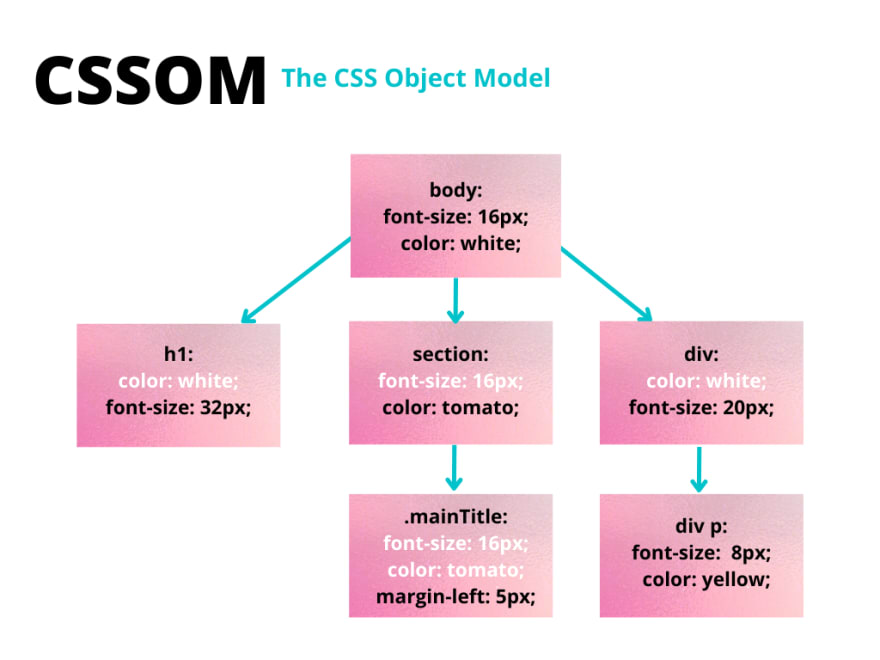 CSSOM The CSS Object Model
body:
font-size: 16px;
color: white;
h1:
color: white;
font-size: 32px;
section:
font-size: 16px;
color: tomato;
div:
color: white;
font-size: 20px;
.mainTitle:
font-size: 16px;
color: tomato;
margin-left: 5px;
div p:
font-size:  8px;
color: yellow;